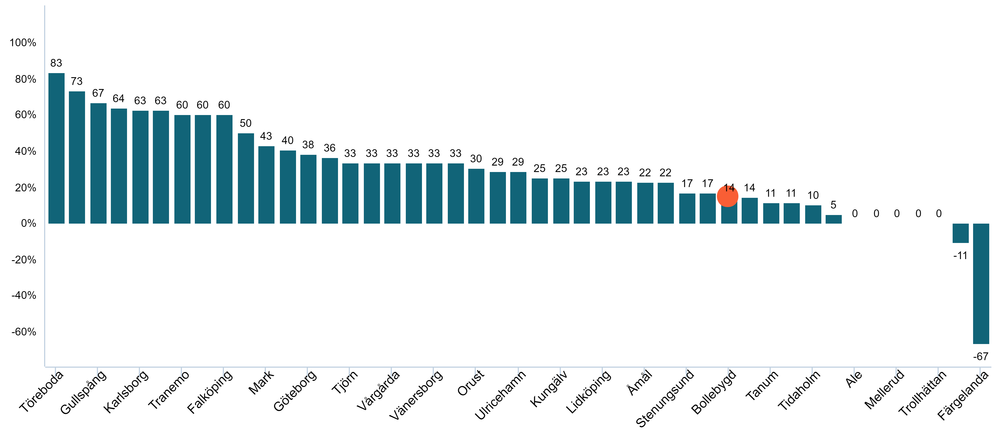 100%
80%
60%
40%
20%
0%
-20%
-40%
-60%
83
73
67
64
63
63
60
60
60
50
43
40
38
36
33
33
33
33
33
33
30
29
29
25
25
23
23
23
22
22
17
17
14
14
11
11
10
5
0
0
0
0
0
-11
-67
Töreboda
Gullspång
Karlsborg
Tranemo
Falköping
Mark
Göteborg
Tjörn
Vårgårda
Vänersborg
Orust
Ulricehamn
Kungälv
Lidköping
Åmål
Stenungsund
Bollebygd
Tanum
Tidaholm
Ale
Mellerud
Trollhättan
Färgelanda